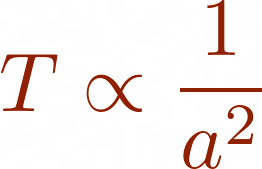 T ∝ 1/a²